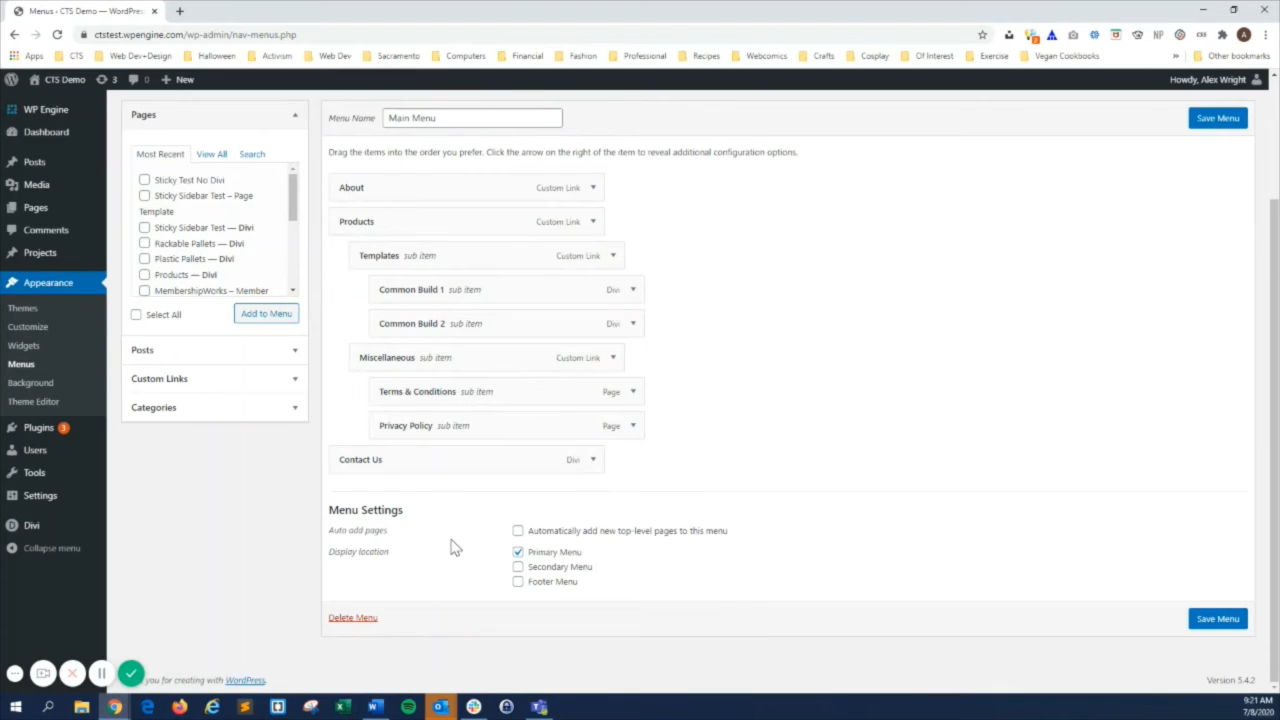 Menus ‹ CTS Demo — WordPress
ctstest.wpengine.com/wp-admin/nav-menus.php
Apps CTS Web Dev+Design Halloween Activism Web Dev Sacramento Computers Financial Fashion Professional Recipes Webcomics Crafts Cosplay Of Interest Exercise Vegan Cookbooks » Other bookmarks
CTS Demo 3 0 New Howdy, Alex Wright
WP Engine
Dashboard
Posts
Media
Pages
Comments
Projects
Appearance
Themes
Customize
Widgets
Menus
Background
Theme Editor
Plugins 3
Users
Tools
Settings
Divi
Collapse menu
Pages
Most Recent View All Search
Sticky Test No Divi
Sticky Sidebar Test – Page
Template
Sticky Sidebar Test — Divi
Rackable Pallets — Divi
Plastic Pallets — Divi
Products — Divi
MembershipWorks – Member
Select All Add to Menu
Posts
Custom Links
Categories
Menu Name Main Menu Save Menu
Drag the items into the order you prefer. Click the arrow on the right of the item to reveal additional configuration options.
About Custom Link
Products Custom Link
Templates sub item Custom Link
Common Build 1 sub item Divi
Common Build 2 sub item Divi
Miscellaneous sub item Custom Link
Terms & Conditions sub item Page
Privacy Policy sub item Page
Contact Us Divi
Menu Settings
Auto add pages Automatically add new top-level pages to this menu
Display location Primary Menu
Secondary Menu
Footer Menu
Delete Menu Save Menu
you for creating with WordPress. Version 5.4.2
9:21 AM
7/8/2020